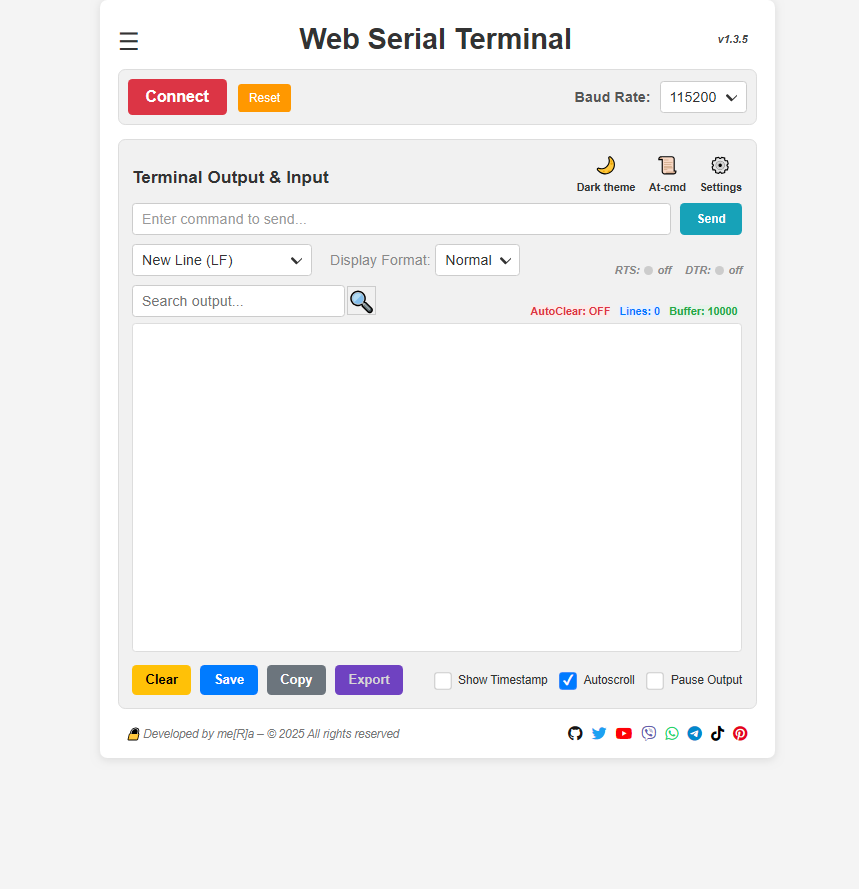 Web Serial Terminal
v1.3.5
Connect Reset Baud Rate: 115200
Terminal Output & Input
Dark theme At-cmd Settings
Enter command to send... Send
New Line (LF) Display Format: Normal
RTS: off DTR: off
Search output...
AutoClear: OFF Lines: 0 Buffer: 10000
Clear Save Copy Export Show Timestamp Autoscroll Pause Output
Developed by me[R]a – © 2025 All rights reserved